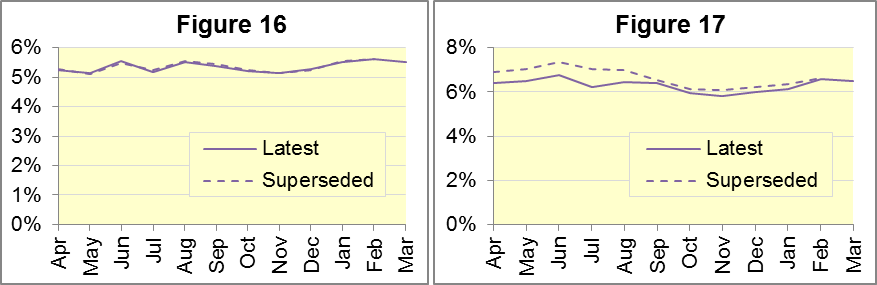 Figure 16
6%
5%
4%
3%
2%
1%
0%
Latest
Superseded
Apr May Jun Jul Aug Sep Oct Nov Dec Jan Feb Mar
Figure 17
8%
6%
4%
2%
0%
Latest
Superseded
Apr May Jun Jul Aug Sep Oct Nov Dec Jan Feb Mar